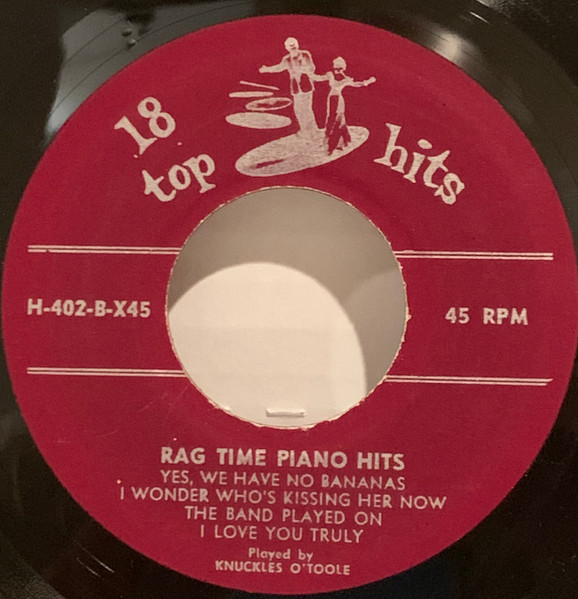 18 top hits
H-402-B-X45
45 RPM
RAG TIME PIANO HITS
YES, WE HAVE NO BANANAS
I WONDER WHO'S KISSING HER NOW
THE BAND PLAYED ON
I LOVE YOU TRULY
Played by
KNUCKLES O'TOOLE